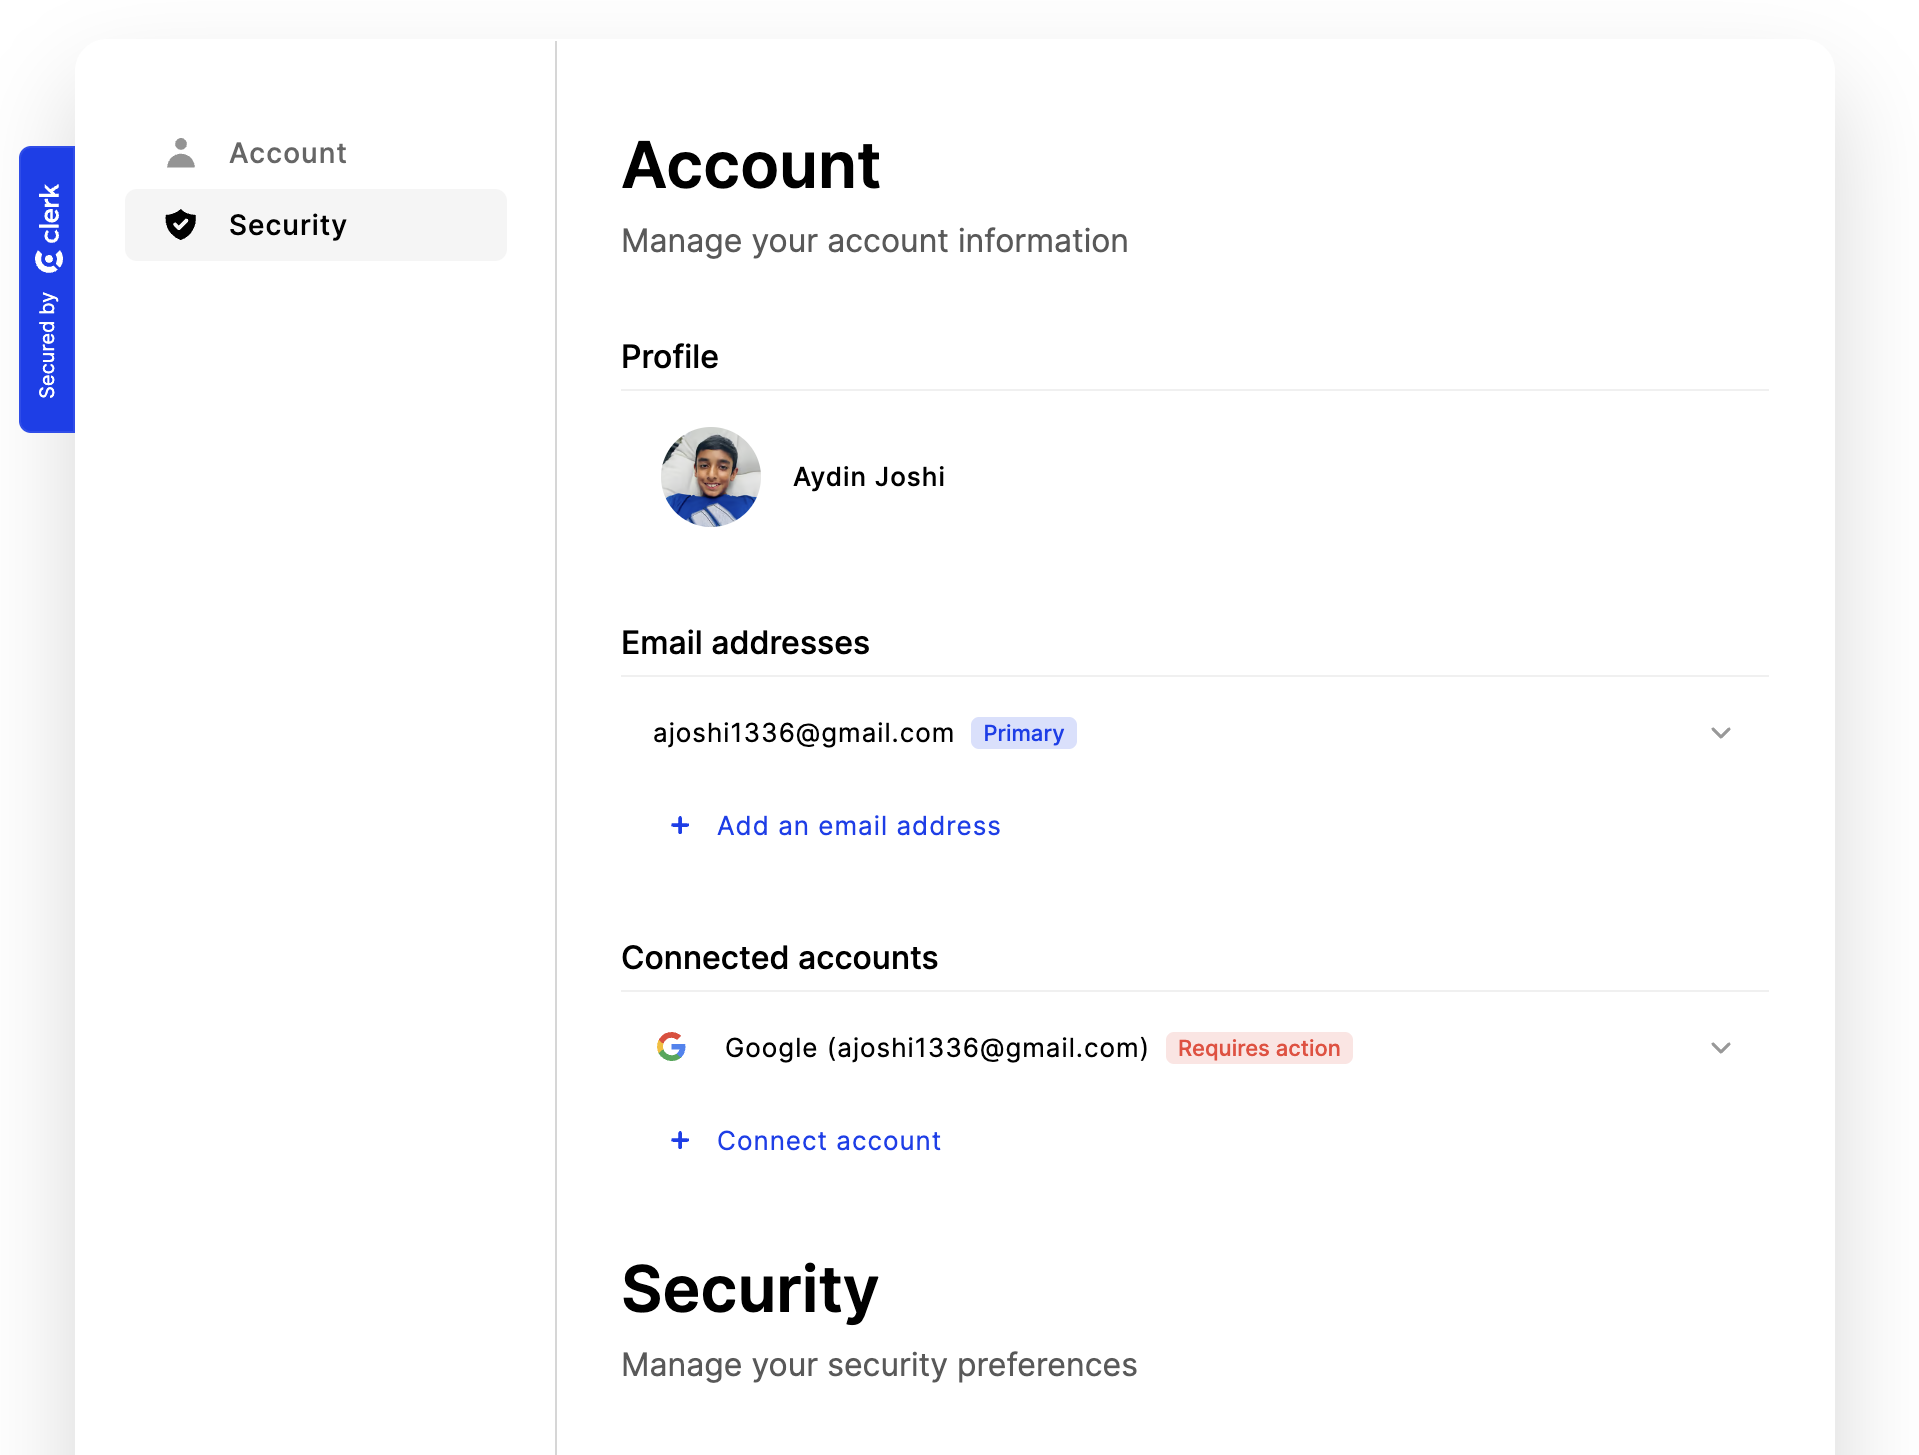 Secured by clerk
Account
Security
Account
Manage your account information
Profile
Aydin Joshi
Email addresses
ajoshi1336@gmail.com Primary
+ Add an email address
Connected accounts
Google (ajoshi1336@gmail.com) Requires action
+ Connect account
Security
Manage your security preferences